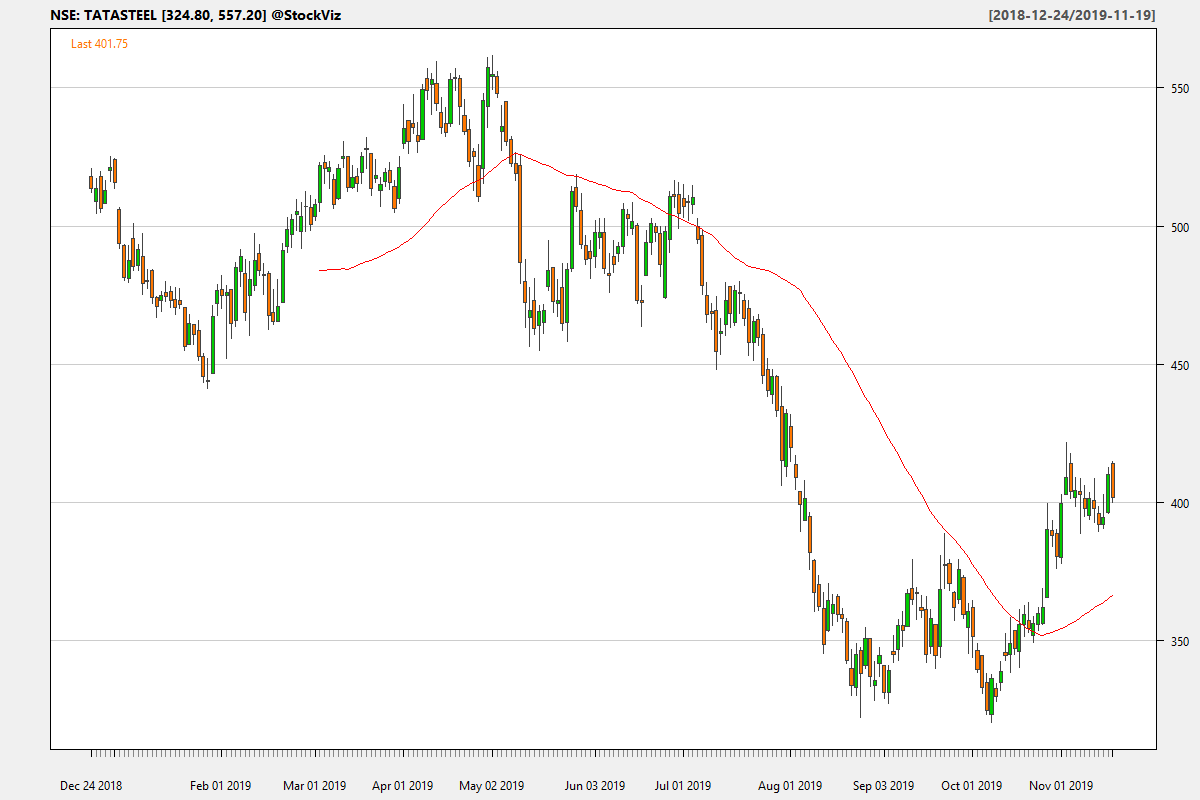 NSE: TATASTEEL [324.80, 557.20] @StockViz [2018-12-24/2019-11-19]
Last 401.75
550
500
450
400
350
Dec 24 2018 Feb 01 2019 Mar 01 2019 Apr 01 2019 May 02 2019 Jun 03 2019 Jul 01 2019 Aug 01 2019 Sep 03 2019 Oct 01 2019 Nov 01 2019